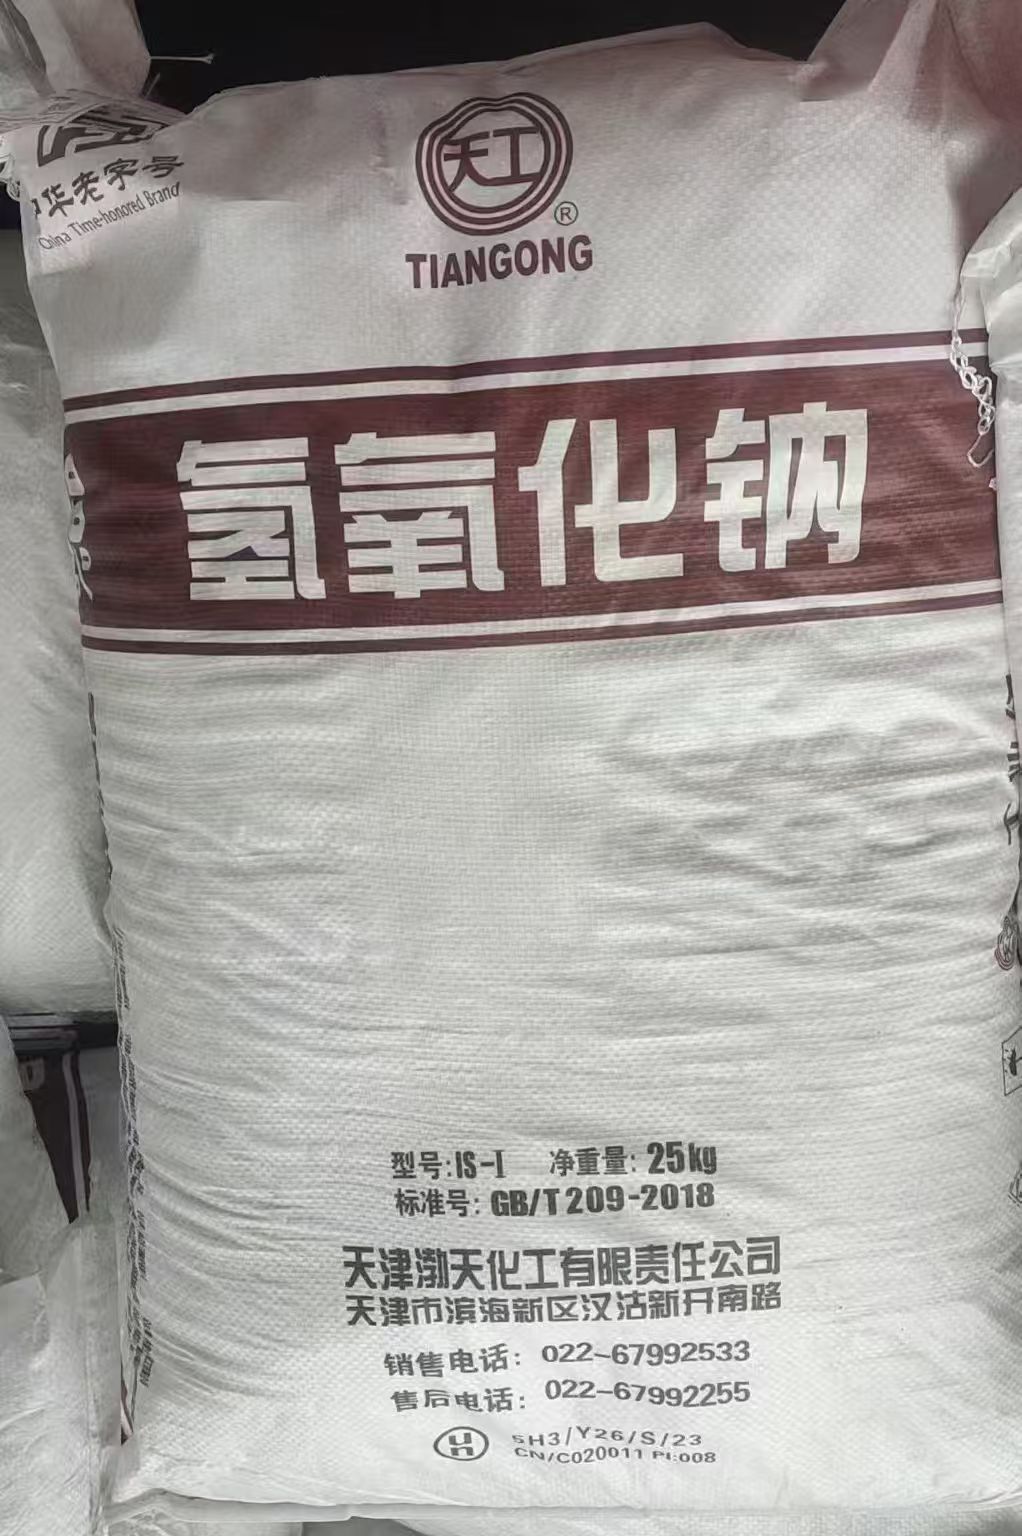 中华老字号
China Time-honored Brand
天工
®
TIANGONG
氢氧化钠
型号:IS-I 净重量: 25kg
标准号: GB/T 209-2018
天津渤天化工有限责任公司
天津市滨海新区汉沽新开南路
销售电话: 022-67992533
售后电话: 022-67992255
un 5H3/Y26/S/23
CN/C020011 PI:008